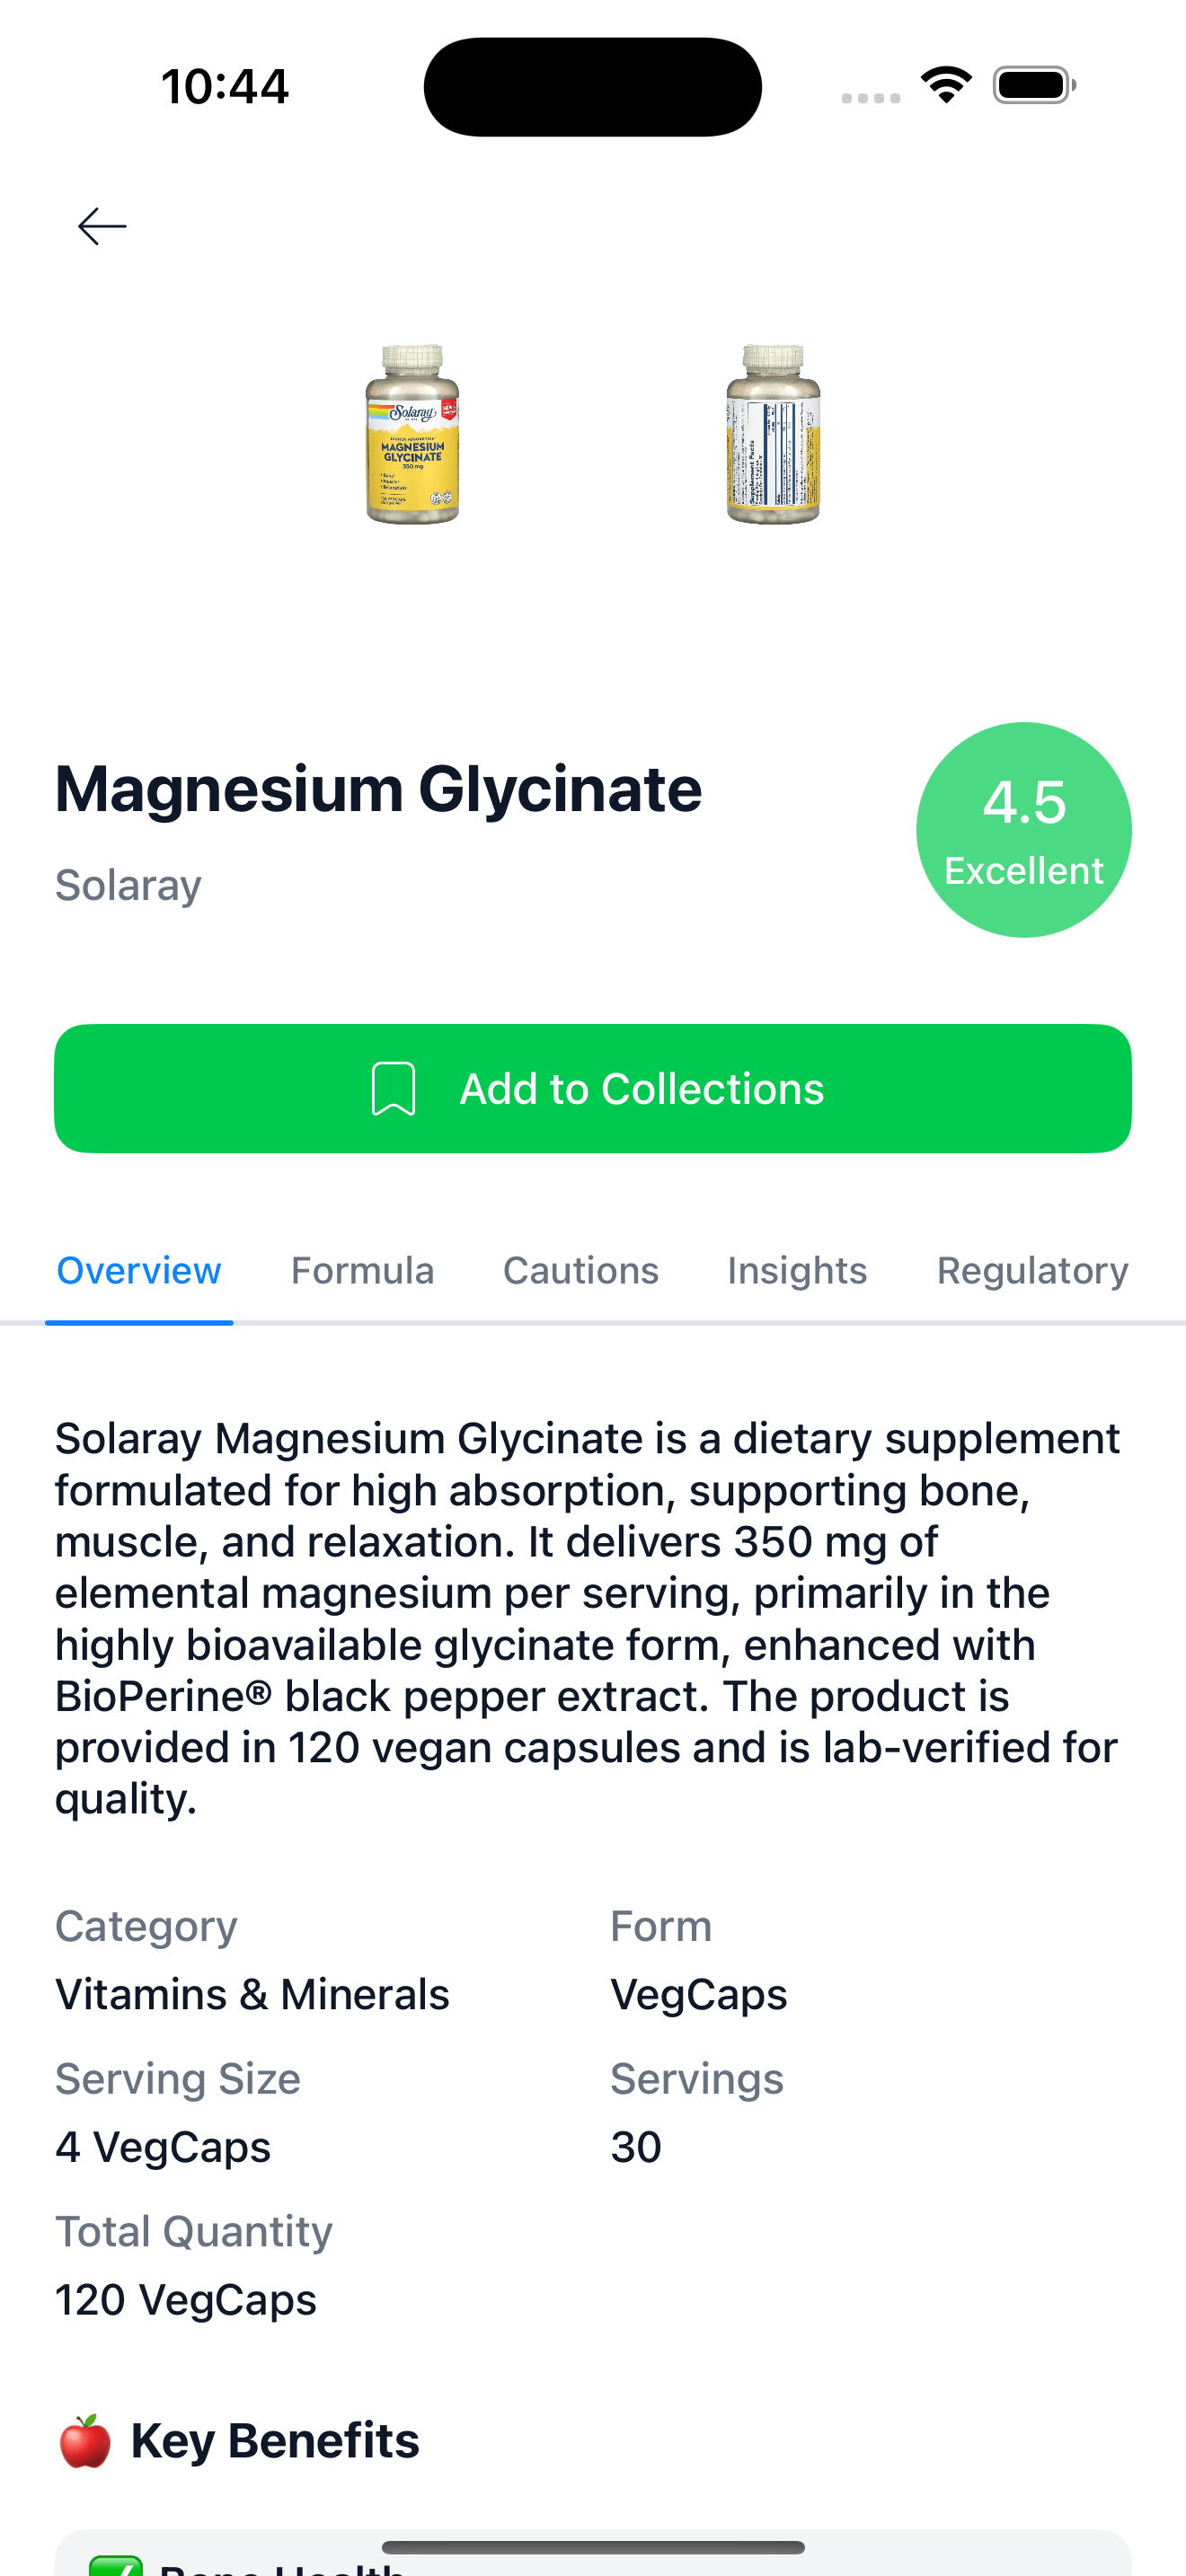 10:44
Solaray
MAGNESIUM
GLYCINATE
350 mg
Supplement Facts
Magnesium Glycinate
Solaray
4.5
Excellent
Add to Collections
Overview Formula Cautions Insights Regulatory
Solaray Magnesium Glycinate is a dietary supplement
formulated for high absorption, supporting bone,
muscle, and relaxation. It delivers 350 mg of
elemental magnesium per serving, primarily in the
highly bioavailable glycinate form, enhanced with
BioPerine® black pepper extract. The product is
provided in 120 vegan capsules and is lab-verified for
quality.
Category Form
Vitamins & Minerals VegCaps
Serving Size Servings
4 VegCaps 30
Total Quantity
120 VegCaps
Key Benefits
Bone Health